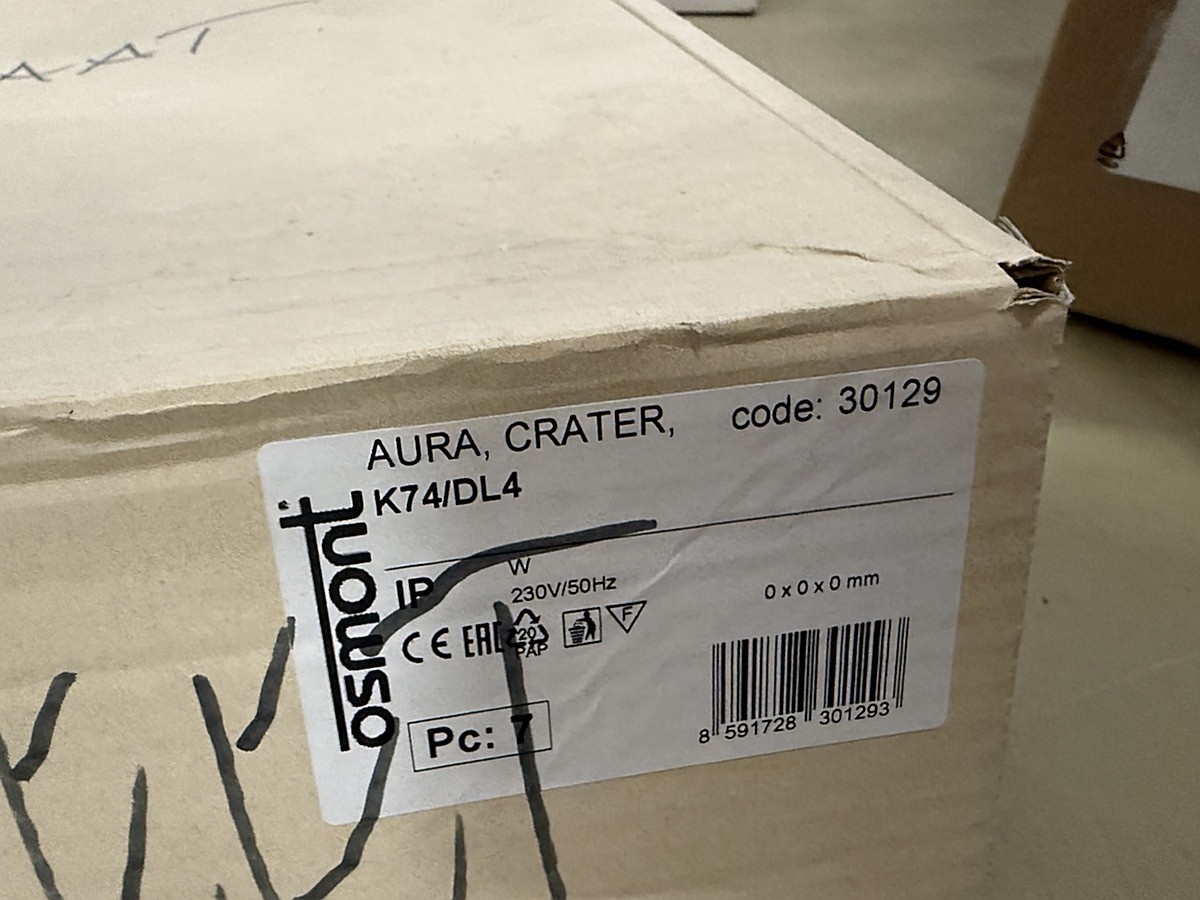 AURA, CRATER, code: 30129
K74/DL4
osmont
W
IP
230V/50Hz
0 x 0 x 0 mm
CE EAC
20
PAP
F
Pc: 7
8 591728 301293